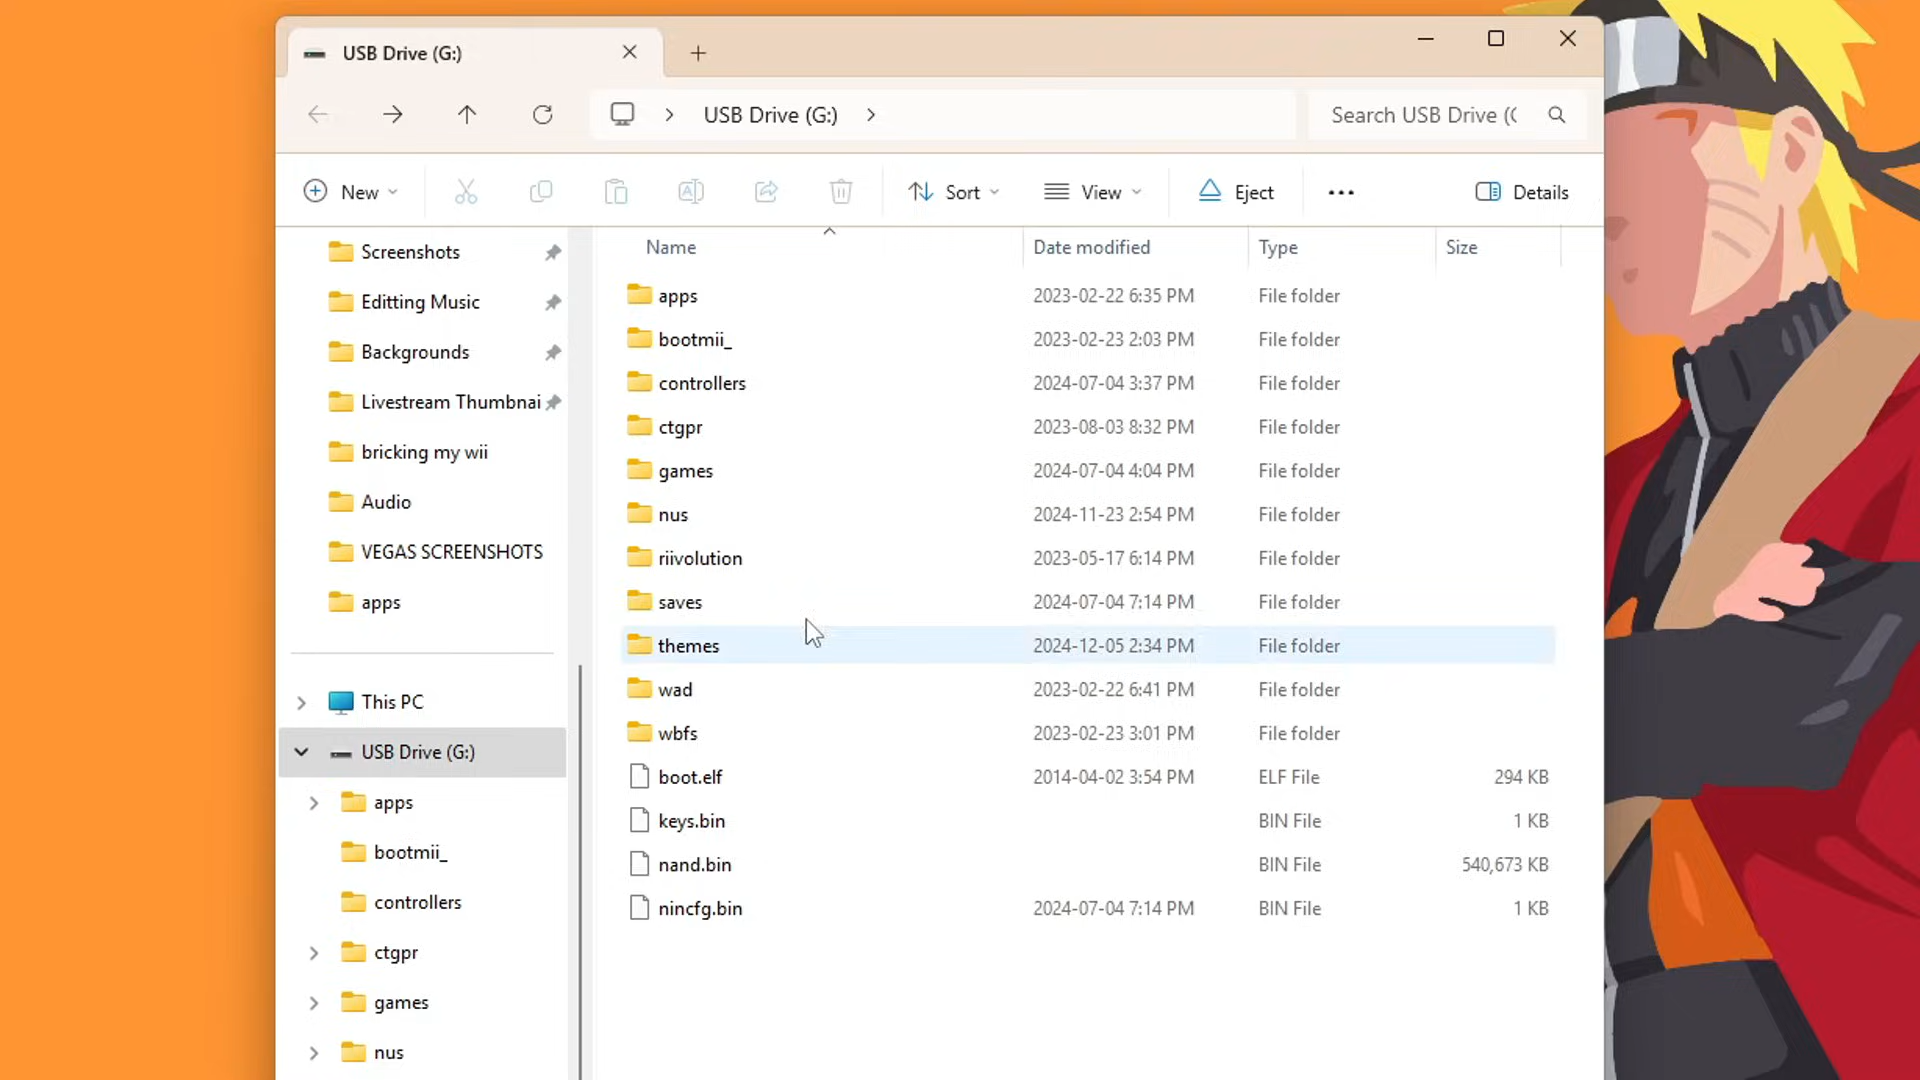 USB Drive (G:)
USB Drive (G:)
Search USB Drive ((
New
Sort
View
Eject
Details
Screenshots
Editting Music
Backgrounds
Livestream Thumbnai
bricking my wii
Audio
VEGAS SCREENSHOTS
apps
This PC
USB Drive (G:)
apps
bootmii_
controllers
ctgpr
games
nus
Name Date modified Type Size
apps 2023-02-22 6:35 PM File folder
bootmii_ 2023-02-23 2:03 PM File folder
controllers 2024-07-04 3:37 PM File folder
ctgpr 2023-08-03 8:32 PM File folder
games 2024-07-04 4:04 PM File folder
nus 2024-11-23 2:54 PM File folder
riivolution 2023-05-17 6:14 PM File folder
saves 2024-07-04 7:14 PM File folder
themes 2024-12-05 2:34 PM File folder
wad 2023-02-22 6:41 PM File folder
wbfs 2023-02-23 3:01 PM File folder
boot.elf 2014-04-02 3:54 PM ELF File 294 KB
keys.bin BIN File 1 KB
nand.bin BIN File 540,673 KB
nincfg.bin 2024-07-04 7:14 PM BIN File 1 KB